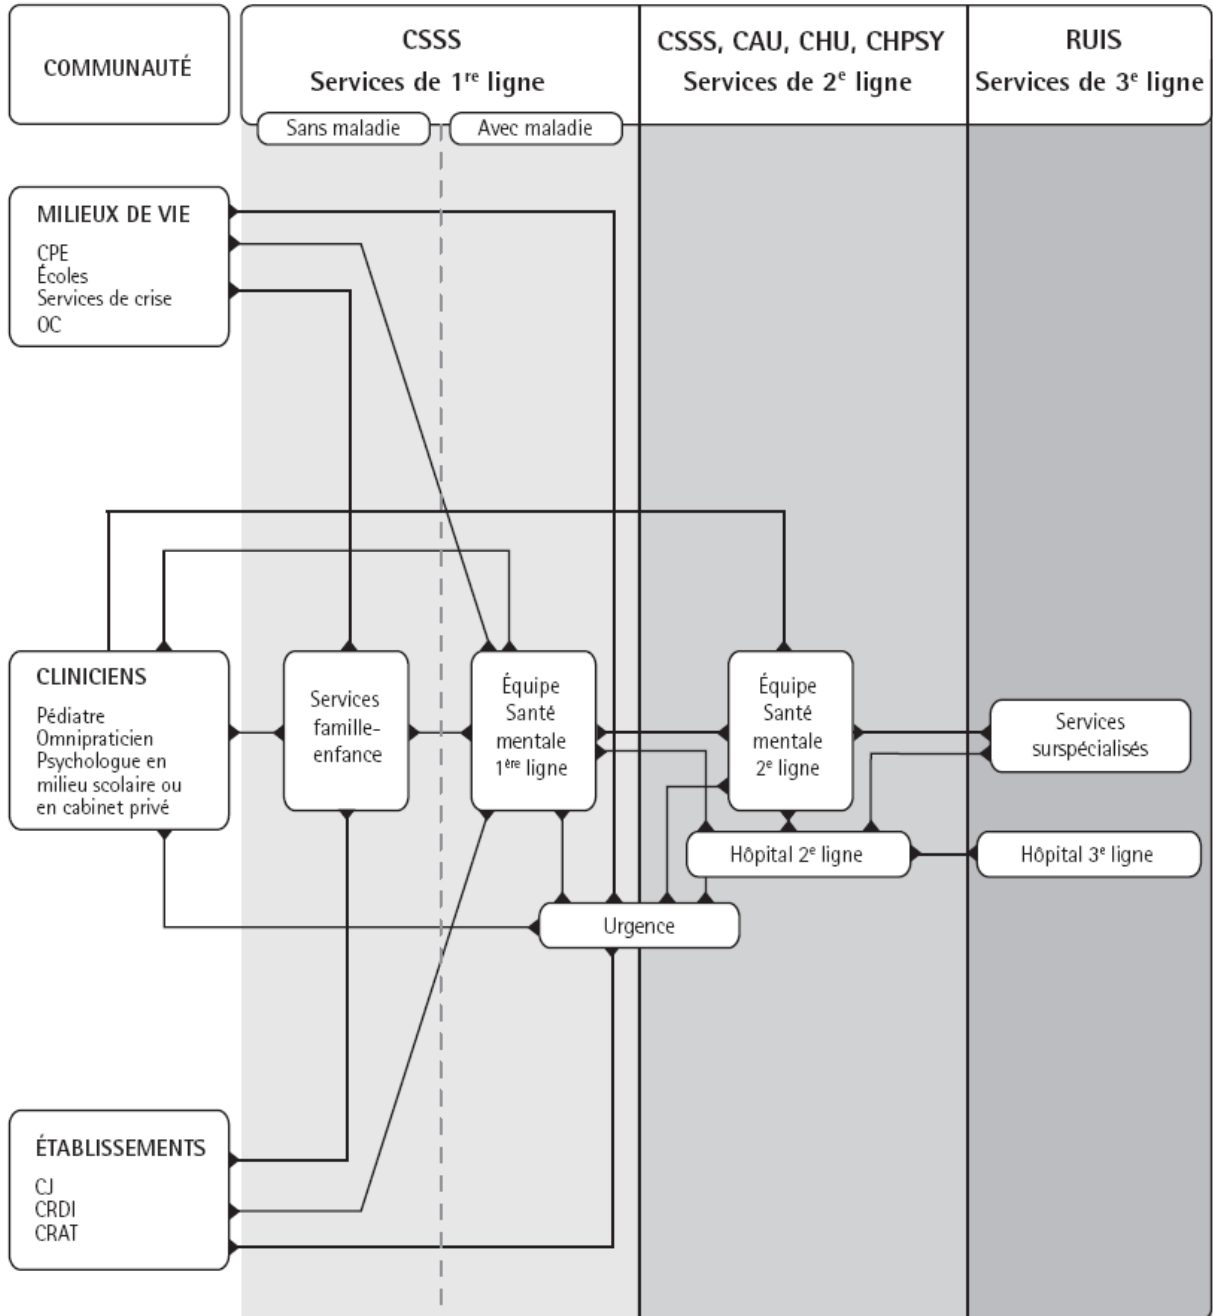 COMMUNAUTÉ
CSSS
Services de 1re ligne
CSSS, CAU, CHU, CHPSY
Services de 2e ligne
RUIS
Services de 3e ligne
Sans maladie
Avec maladie
MILIEUX DE VIE
CPE
Écoles
Services de crise
OC
CLINICIENS
Pédiatre
Omnipraticien
Psychologue en
milieu scolaire ou
en cabinet privé
Services
famille-
enfance
Équipe
Santé
mentale
1ère ligne
Équipe
Santé
mentale
2e ligne
Services
surspécialisés
Hôpital 2e ligne
Hôpital 3e ligne
Urgence
ÉTABLISSEMENTS
CJ
CRDI
CRAT